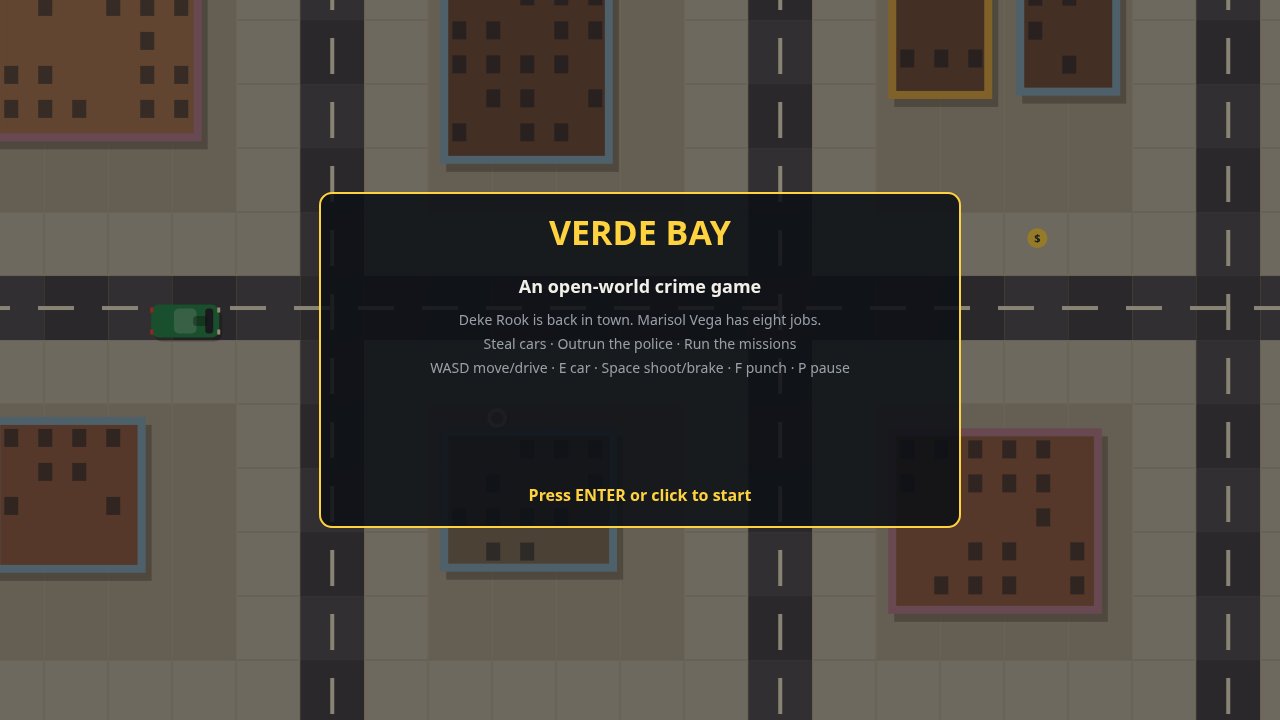 VERDE BAY
$
An open-world crime game
Deke Rook is back in town. Marisol Vega has eight jobs.
Steal cars · Outrun the police · Run the missions
WASD move/drive · E car · Space shoot/brake · F punch · P pause
Press ENTER or click to start